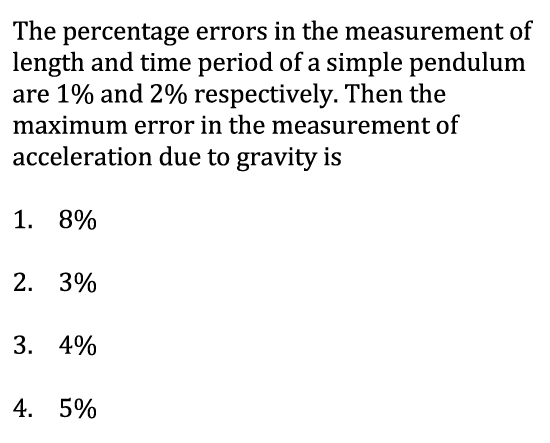 The percentage errors in the measurement of
length and time period of a simple pendulum
are 1% and 2% respectively. Then the
maximum error in the measurement of
acceleration due to gravity is
1. 8%
2. 3%
3. 4%
4. 5%